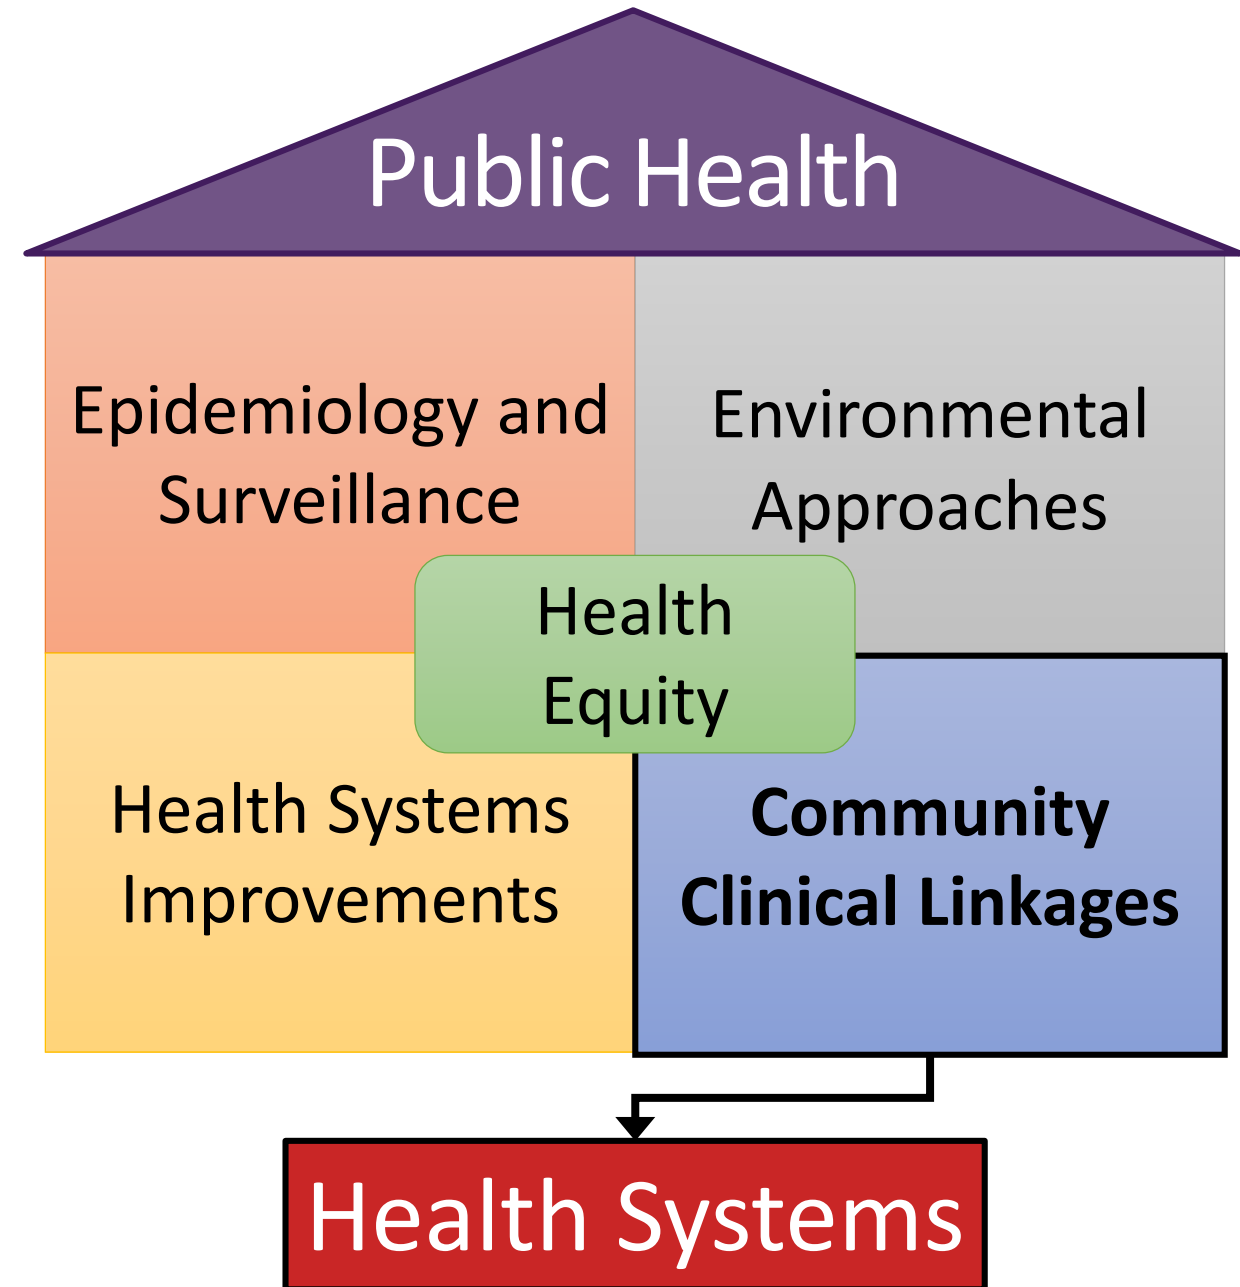 Public Health
Epidemiology and
Surveillance
Environmental
Approaches
Health
Equity
Health Systems
Improvements
Community
Clinical Linkages
Health Systems